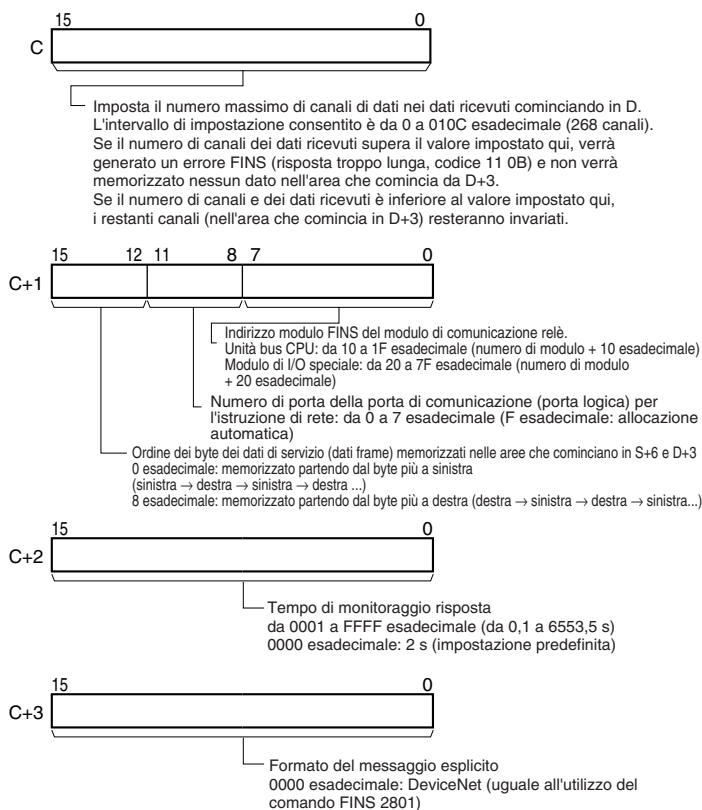 15 0
C
Imposta il numero massimo di canali di dati nei dati ricevuti cominciando in D.
L'intervallo di impostazione consentito è da 0 a 010C esadecimale (268 canali).
Se il numero di canali dei dati ricevuti supera il valore impostato qui, verrà
generato un errore FINS (risposta troppo lunga, codice 11 0B) e non verrà
memorizzato nessun dato nell'area che comincia da D+3.
Se il numero di canali e dei dati ricevuti è inferiore al valore impostato qui,
i restanti canali (nell'area che comincia in D+3) resteranno invariati.
15 12 11 8 7 0
C+1
Indirizzo modulo FINS del modulo di comunicazione relè.
Unità bus CPU: da 10 a 1F esadecimale (numero di modulo + 10 esadecimale)
Modulo di I/O speciale: da 20 a 7F esadecimale (numero di modulo
+ 20 esadecimale)
Numero di porta della porta di comunicazione (porta logica) per
l'istruzione di rete: da 0 a 7 esadecimale (F esadecimale: allocazione
automatica)
Ordine dei byte dei dati di servizio (dati frame) memorizzati nelle aree che cominciano in S+6 e D+3
0 esadecimale: memorizzato partendo dal byte più a sinistra
(sinistra → destra → sinistra → destra ...)
8 esadecimale: memorizzato partendo dal byte più a destra (destra → sinistra → destra → sinistra...)
15 0
C+2
Tempo di monitoraggio risposta
da 0001 a FFFF esadecimale (da 0,1 a 6553,5 s)
0000 esadecimale: 2 s (impostazione predefinita)
15 0
C+3
Formato del messaggio esplicito
0000 esadecimale: DeviceNet (uguale all'utilizzo del
comando FINS 2801)